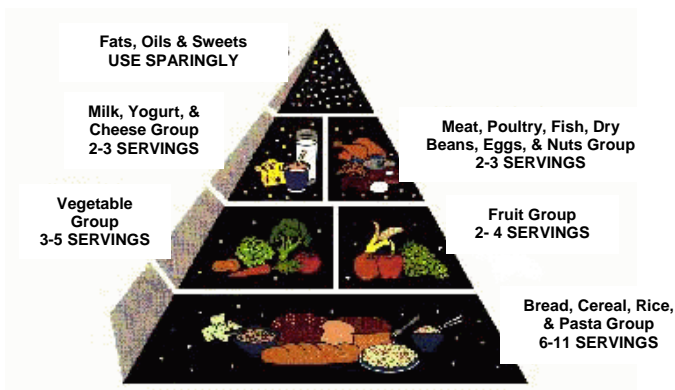 Fats, Oils & Sweets
USE SPARINGLY
Milk, Yogurt, &
Cheese Group
2-3 SERVINGS
Meat, Poultry, Fish, Dry
Beans, Eggs, & Nuts Group
2-3 SERVINGS
Vegetable
Group
3-5 SERVINGS
Fruit Group
2- 4 SERVINGS
Bread, Cereal, Rice,
& Pasta Group
6-11 SERVINGS